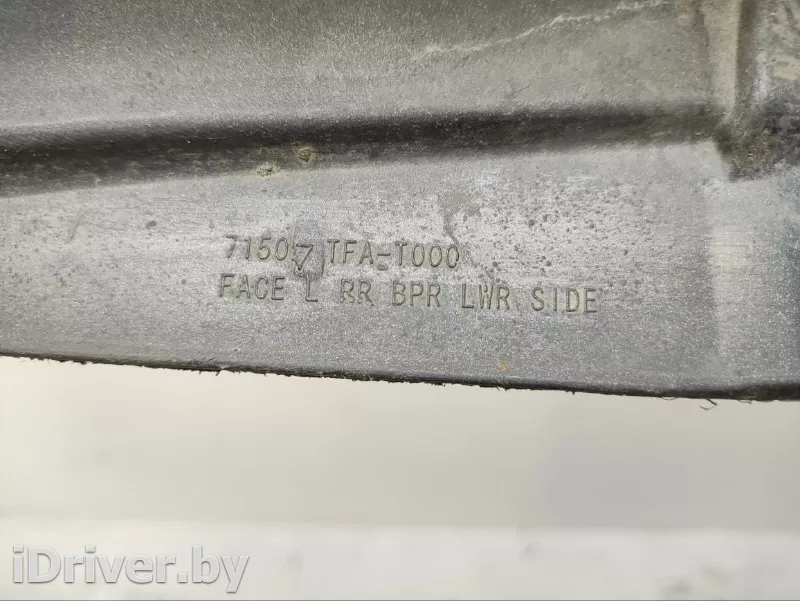 71507 TFA-T000
FACE L RR BPR LWR SIDE
iDriver.by